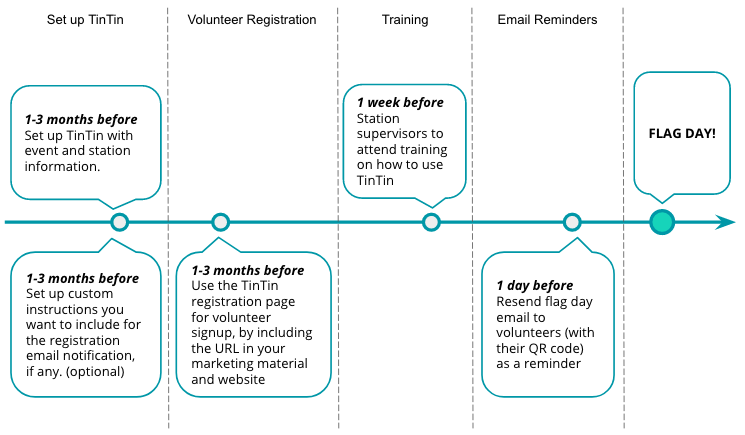 Set up TinTin
Volunteer Registration
Training
Email Reminders
1-3 months before
Set up TinTin with
event and station
information.
1 week before
Station
supervisors to
attend training
on how to use
TinTin
FLAG DAY!
1-3 months before
Set up custom
instructions you
want to include for
the registration
email notification,
if any. (optional)
1-3 months before
Use the TinTin
registration page
for volunteer
signup, by including
the URL in your
marketing material
and website
1 day before
Resend flag day
email to
volunteers (with
their QR code)
as a reminder